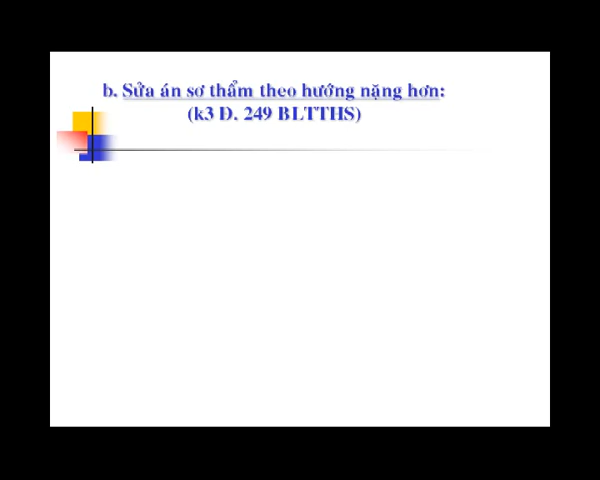 b. Sửa án sơ thẩm theo hướng nặng hơn:
(k3 Đ. 249 BLTTHS)